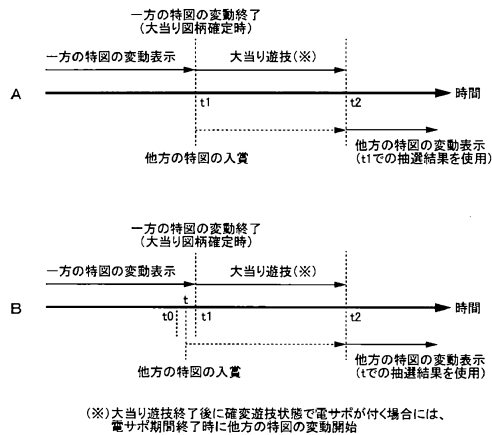 一方の特図の変動終了
(大当り図柄確定時)
一方の特図の変動表示
大当り遊技(※)
A
時間
t1
t2
他方の特図の入賞
他方の特図の変動表示
(t1での抽選結果を使用)
一方の特図の変動終了
(大当り図柄確定時)
一方の特図の変動表示
大当り遊技(※)
t
B
時間
t0
t1
t2
他方の特図の入賞
他方の特図の変動表示
(tでの抽選結果を使用)
(※)大当り遊技終了後に確変遊技状態で電サポが付く場合には、
電サポ期間終了時に他方の特図の変動開始